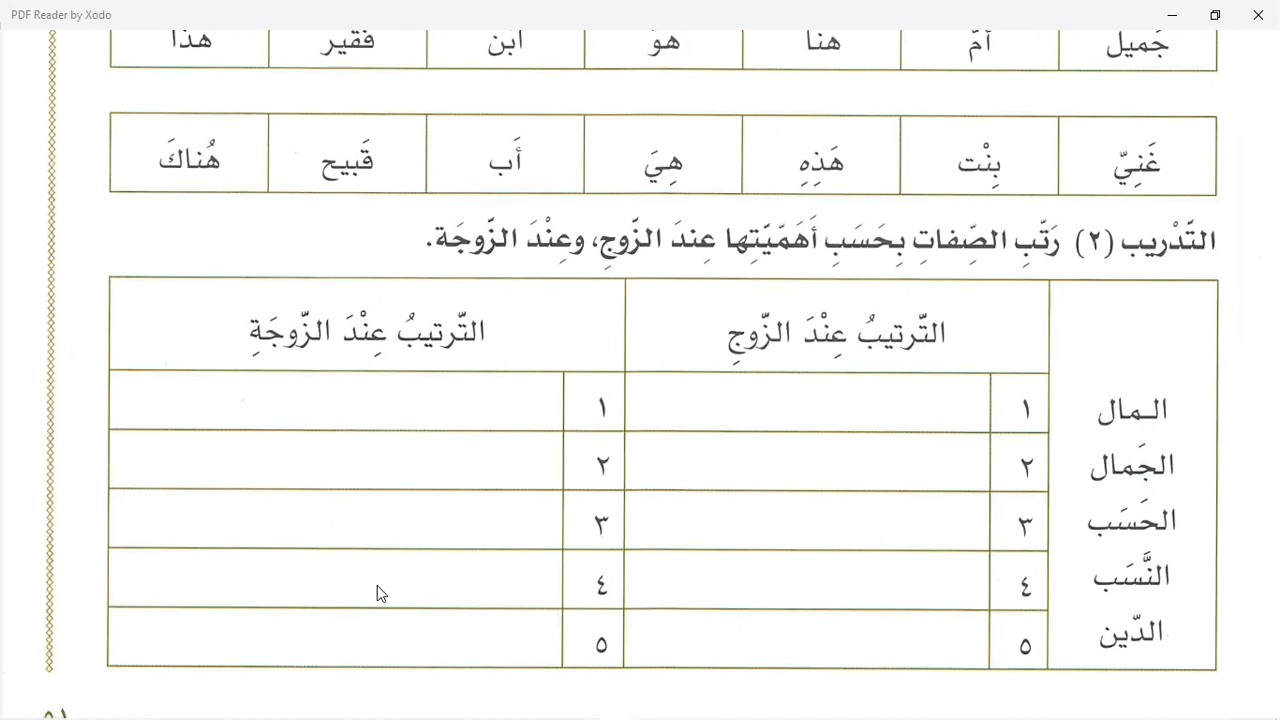 PDF Reader by Xodo
جَميل أمّ هنا هو ابن فقير هذا
غَنِيّ بِنْت هَذِهِ هِيَ أَب قَبيح هُناكَ
التَّدْريب (٢) رَتّبِ الصّفاتِ بِحَسَبِ أَهَمّيّتِها عِندَ الزّوجِ، وعِنْدَ الزّوجَة.
التّرتيبُ عِنْدَ الزّوجِ التّرتيبُ عِنْدَ الزّوجَةِ
المال ١ ١
الجَمال ٢ ٢
الحَسَب ٣ ٣
النَّسَب ٤ ٤
الدّين ٥ ٥